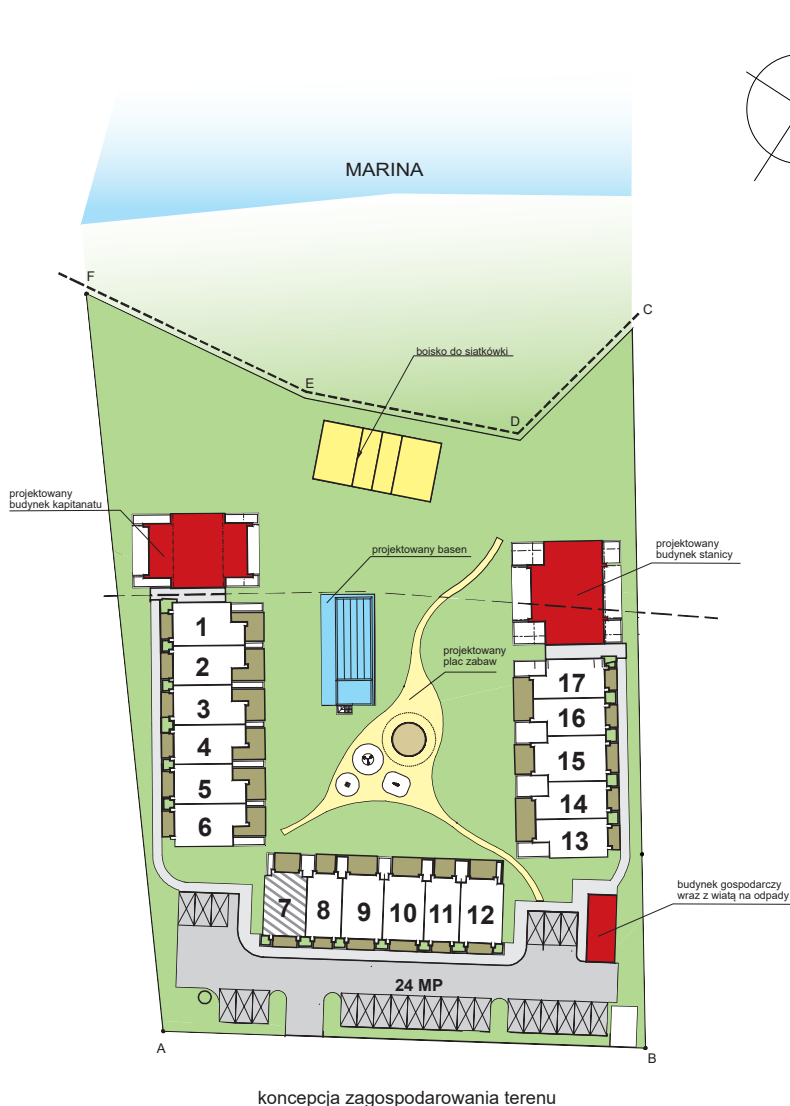 MARINA
F
C
E
boisko do siatkówki
D
projektowany
budynek kapitanatu
projektowany basen
projektowany
budynek stanicy
projektowany
plac zabaw
1
2
3
4
5
6
17
16
15
14
13
7
8
9
10
11
12
budynek gospodarczy
wraz z wiatą na odpady
24 MP
A
B
koncepcja zagospodarowania terenu